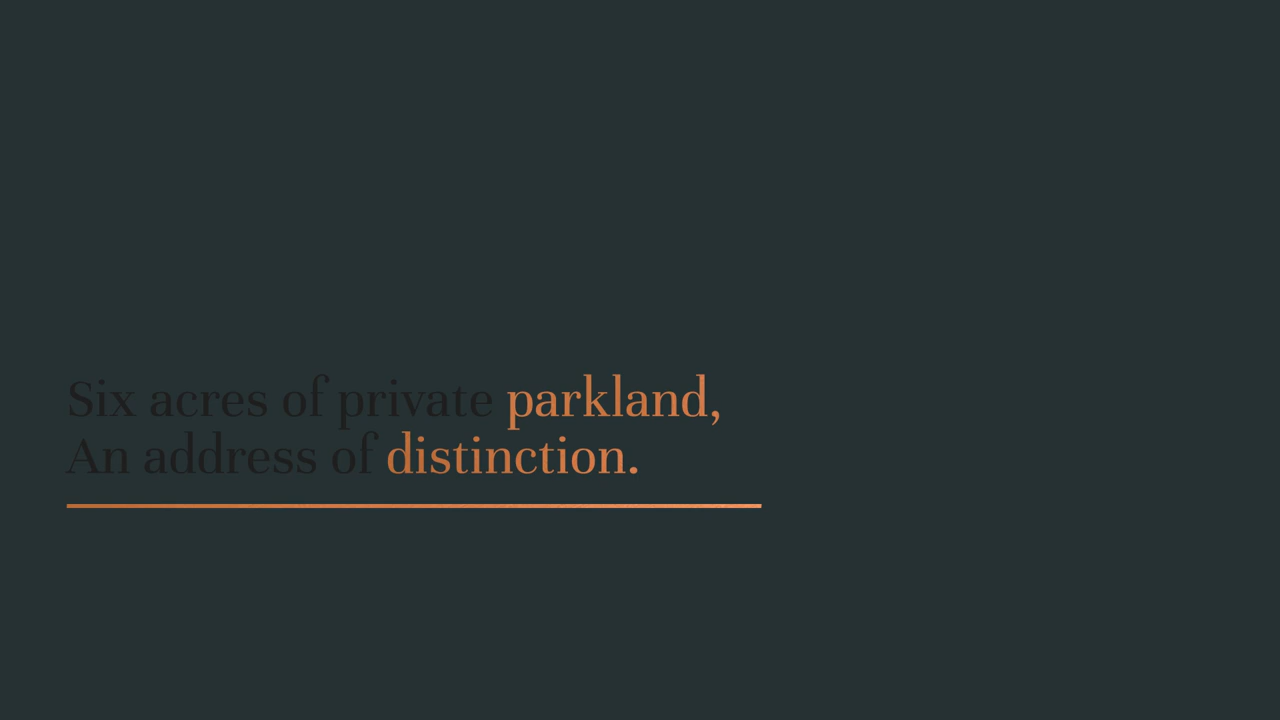 Six acres of private parkland,
An address of distinction.